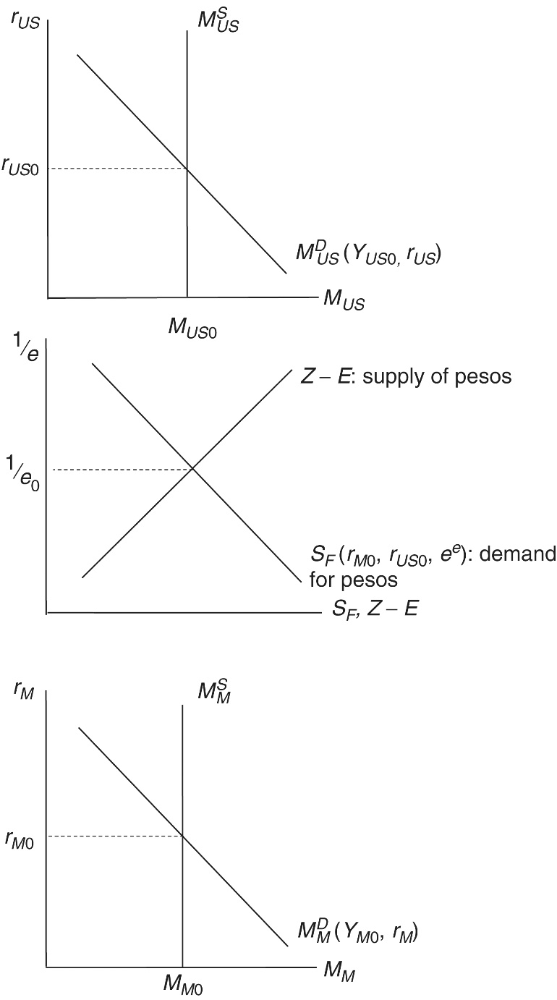 r_US M^S_US
r_US0
M^D_US (Y_US0, r_US)
M_US
M_US0
1/e
Z – E: supply of pesos
1/e_0
S_F (r_M0, r_US0, e^e): demand
for pesos
S_F, Z – E
r_M M^S_M
r_M0
M^D_M (Y_M0, r_M)
M_M
M_M0